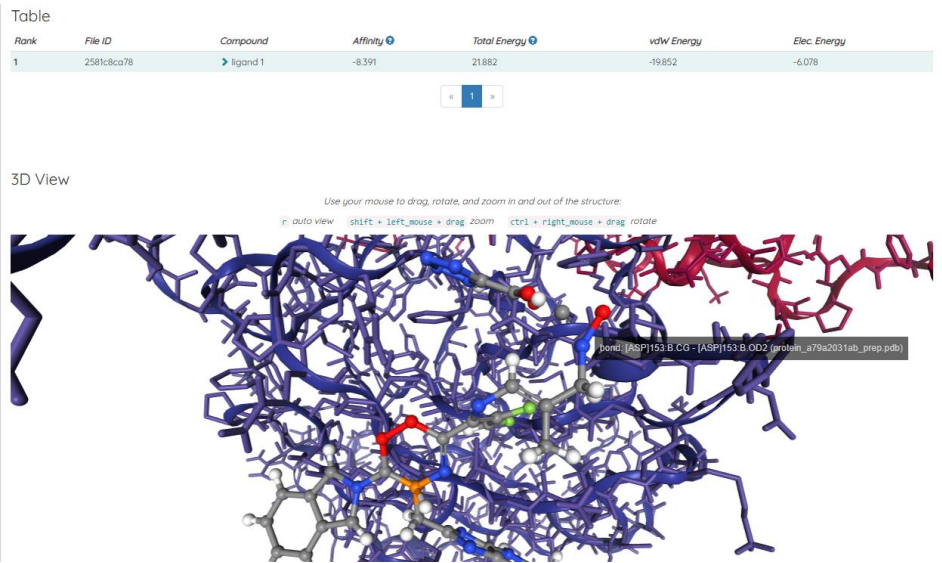 Table
Rank File ID Compound Affinity Total Energy vdW Energy Elec. Energy
1 2581c8ca78 ligand 1 -8.391 21.882 -19.852 -6.078
« 1 »
3D View
Use your mouse to drag, rotate, and zoom in and out of the structure:
r auto view shift + left_mouse + drag zoom ctrl + right_mouse + drag rotate
bond: [ASP]153:B.CG - [ASP]153:B.OD2 (protein_a79a2031ab_prep.pdb)